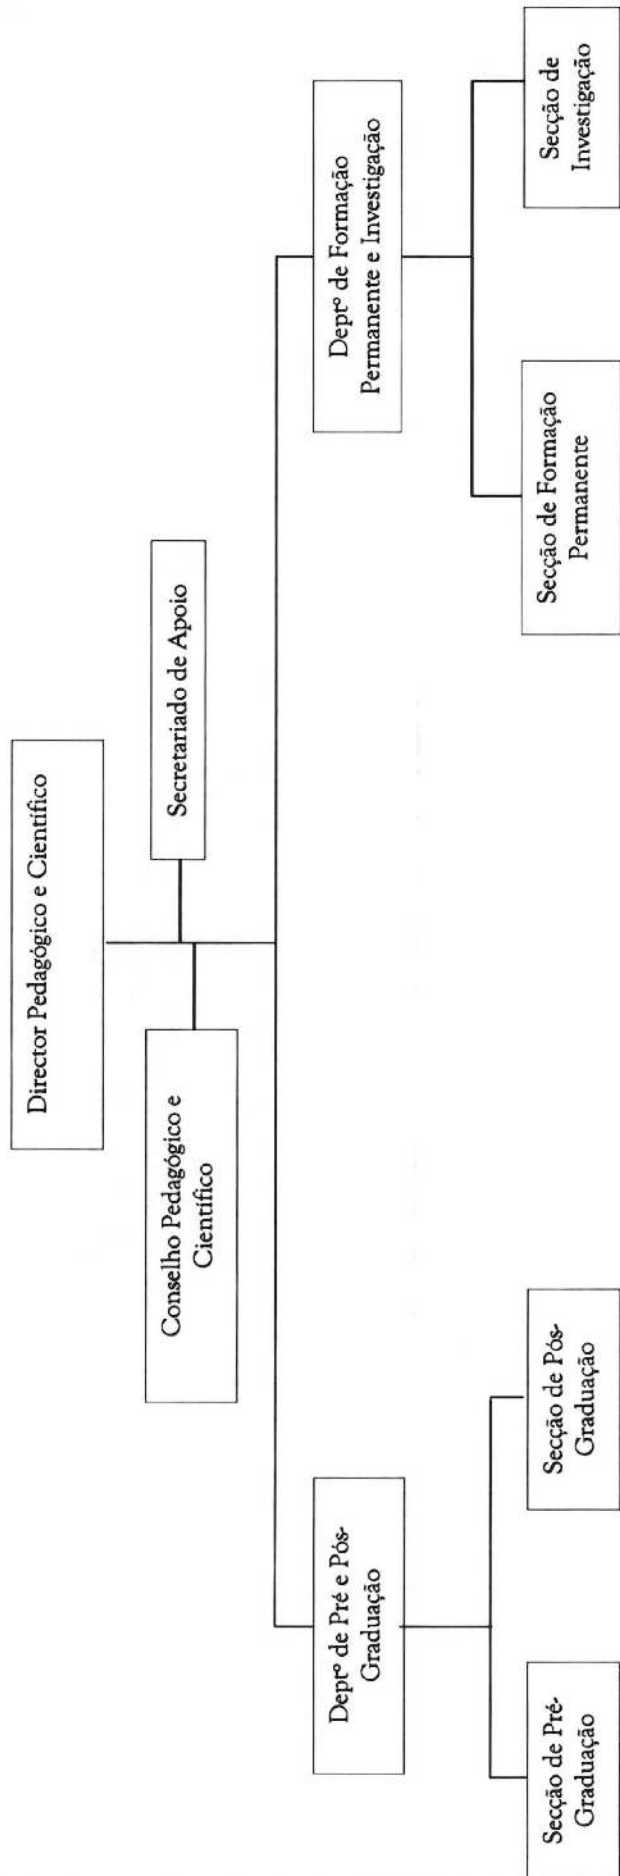 Director Pedagógico e Científico
Secretariado de Apoio
Conselho Pedagógico e
Científico
Deptº de Pré e Pós-
Graduação
Deptº de Formação
Permanente e Investigação
Secção de Pré-
Graduação
Secção de Pós-
Graduação
Secção de Formação
Permanente
Secção de
Investigação